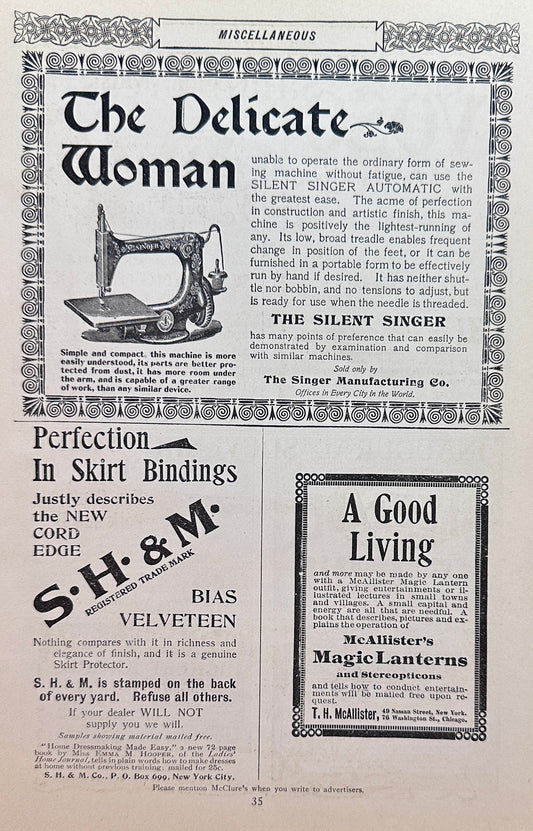 MISCELLANEOUS
The Delicate
Woman
unable to operate the ordinary form of sew-
ing machine without fatigue, can use the
SILENT SINGER AUTOMATIC with
the greatest ease. The acme of perfection
in construction and artistic finish, this ma-
chine is positively the lightest-running of
any. Its low, broad treadle enables frequent
change in position of the feet, or it can be
furnished in a portable form to be effectively
run by hand if desired. It has neither shut-
tle nor bobbin, and no tensions to adjust, but
is ready for use when the needle is threaded.
THE SILENT SINGER
has many points of preference that can easily be
demonstrated by examination and comparison
with similar machines.
Sold only by
The Singer Manufacturing Co.
Offices in Every City in the World.
SINGER
Simple and compact, this machine is more
easily understood, its parts are better pro-
tected from dust, it has more room under
the arm, and is capable of a greater range
of work, than any similar device.
Perfection
In Skirt Bindings
Justly describes
the NEW
CORD
EDGE
S. H. & M.
REGISTERED TRADE MARK
BIAS
VELVETEEN
Nothing compares with it in richness and
elegance of finish, and it is a genuine
Skirt Protector.
S. H. & M. is stamped on the back
of every yard. Refuse all others.
If your dealer WILL NOT
supply you we will.
Samples showing material mailed free.
"Home Dressmaking Made Easy," a new 72 page
book by Miss EMMA M. HOOPER, of the Ladies'
Home Journal, tells in plain words how to make dresses
at home without previous training; mailed for 25c.
S. H. & M. Co., P. O. Box 699, New York City.
A Good
Living
and more may be made by any one
with a McAllister Magic Lantern
outfit, giving entertainments or il-
lustrated lectures in small towns
and villages. A small capital and
energy are all that are needful. A
book that describes, pictures and ex-
plains the operation of
McAllister's
Magic Lanterns
and Stereopticons
and tells how to conduct entertain-
ments will be mailed free upon re-
quest.
T. H. McAllister, 49 Nassau Street, New York.
76 Washington St., Chicago.
Please mention McClure's when you write to advertisers.
35